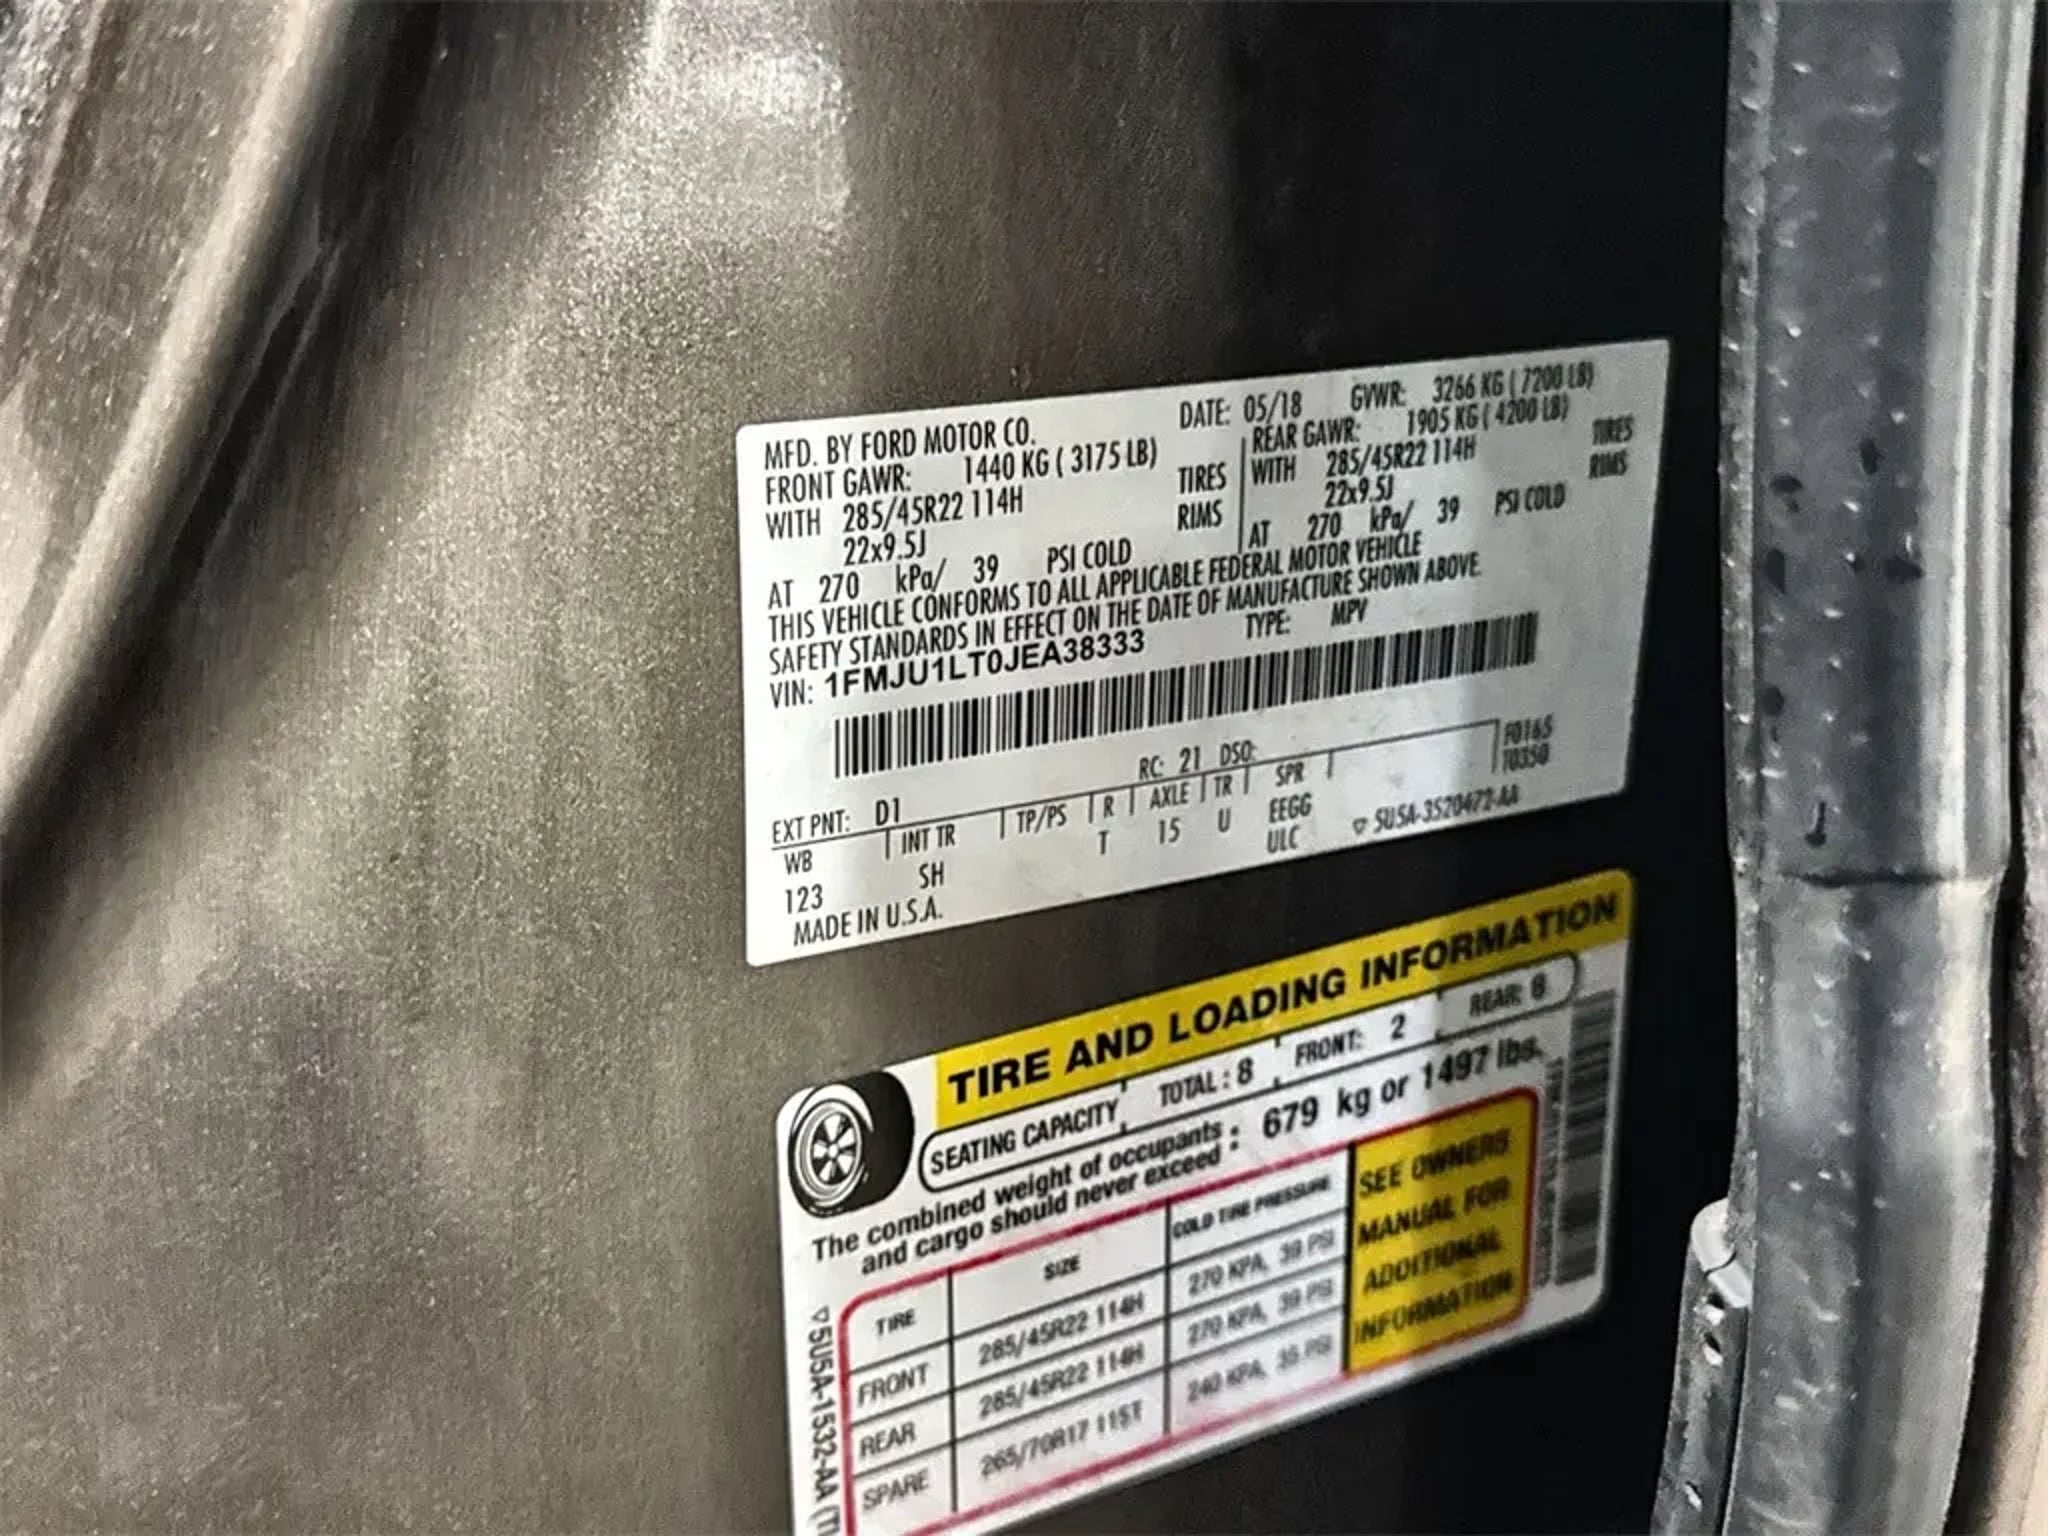 MFD. BY FORD MOTOR CO. DATE: 05/18 GVWR: 3266 KG ( 7200 LB)
FRONT GAWR: 1440 KG ( 3175 LB) REAR GAWR: 1905 KG ( 4200 LB)
WITH 285/45R22 114H TIRES WITH 285/45R22 114H TIRES
22x9.5J RIMS 22x9.5J RIMS
AT 270 kPa/ 39 PSI COLD AT 270 kPa/ 39 PSI COLD
THIS VEHICLE CONFORMS TO ALL APPLICABLE FEDERAL MOTOR VEHICLE
SAFETY STANDARDS IN EFFECT ON THE DATE OF MANUFACTURE SHOWN ABOVE.
VIN: 1FMJU1LT0JEA38333 TYPE: MPV
F0165
T0350
EXT PNT: D1 RC: 21 DSO:
WB INT TR TP/PS R AXLE TR SPR
123 SH T 15 U EEGG
ULC
MADE IN U.S.A. ▽ 5U5A-3520472-AA
TIRE AND LOADING INFORMATION
SEATING CAPACITY TOTAL : 8 FRONT: 2 REAR: 6
The combined weight of occupants and cargo should never exceed : 679 kg or 1497 lbs.
TIRE SIZE COLD TIRE PRESSURE
FRONT 285/45R22 114H 270 KPA, 39 PSI
REAR 285/45R22 114H 270 KPA, 39 PSI
SPARE 265/70R17 115T 240 KPA, 35 PSI
SEE OWNERS
MANUAL FOR
ADDITIONAL
INFORMATION
▽5U5A-1532-AA